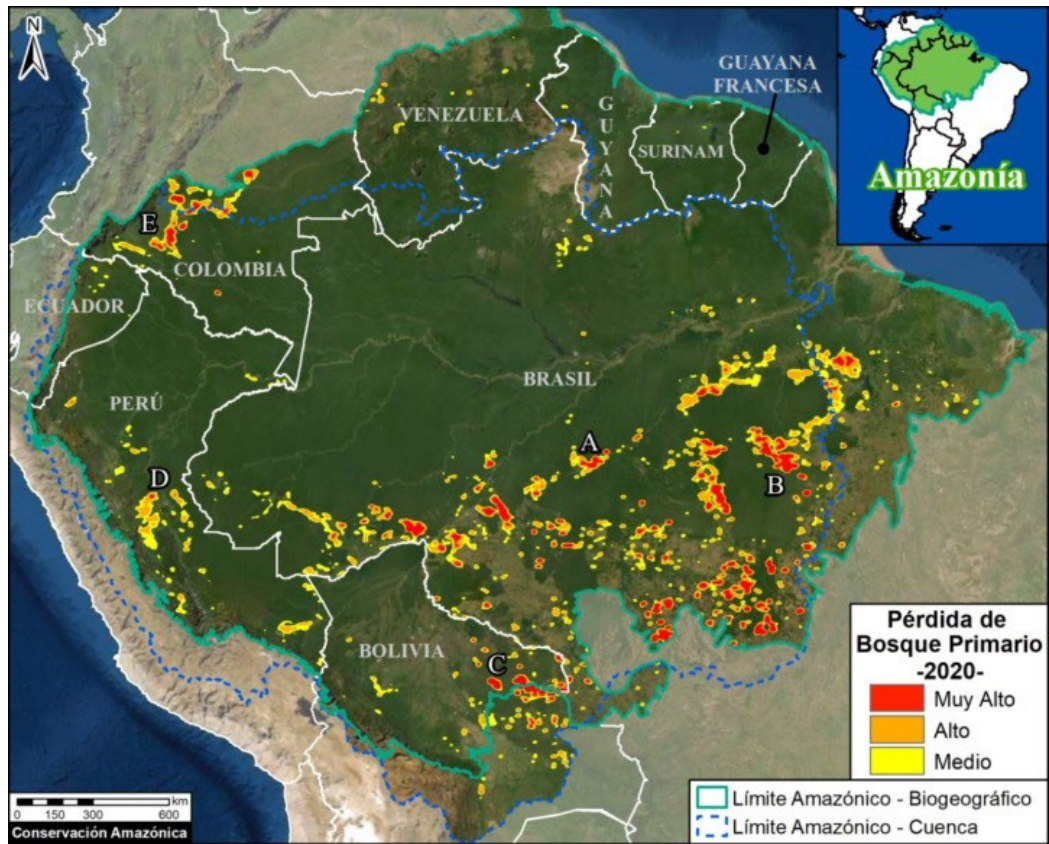 N
VENEZUELA
GUYANA
GUAYANA
FRANCESA
SURINAM
Amazonía
E
COLOMBIA
ECUADOR
PERÚ
BRASIL
A
B
D
BOLIVIA
C
Pérdida de
Bosque Primario
-2020-
Muy Alto
Alto
Medio
Límite Amazónico - Biogeográfico
Límite Amazónico - Cuenca
km
0 150 300 600
Conservación Amazónica